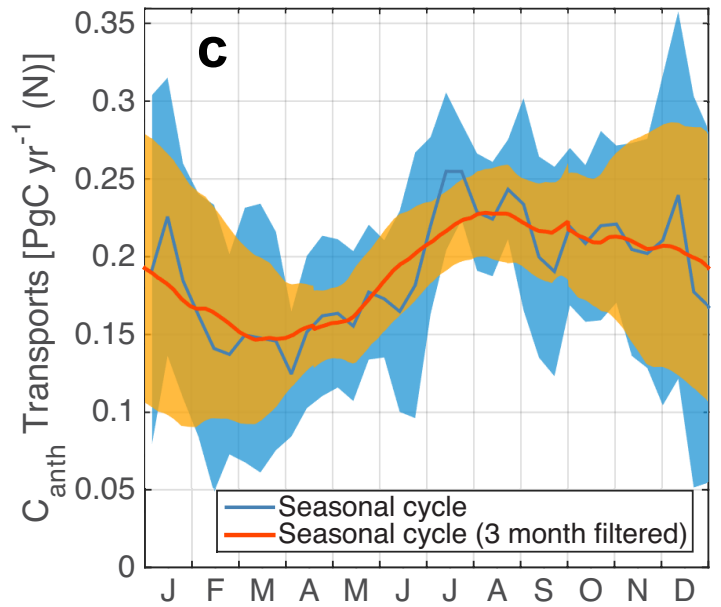 c
C_anth Transports [PgC yr⁻¹ (N)]
0.35
0.3
0.25
0.2
0.15
0.1
0.05
0
Seasonal cycle
Seasonal cycle (3 month filtered)
J F M A M J J A S O N D